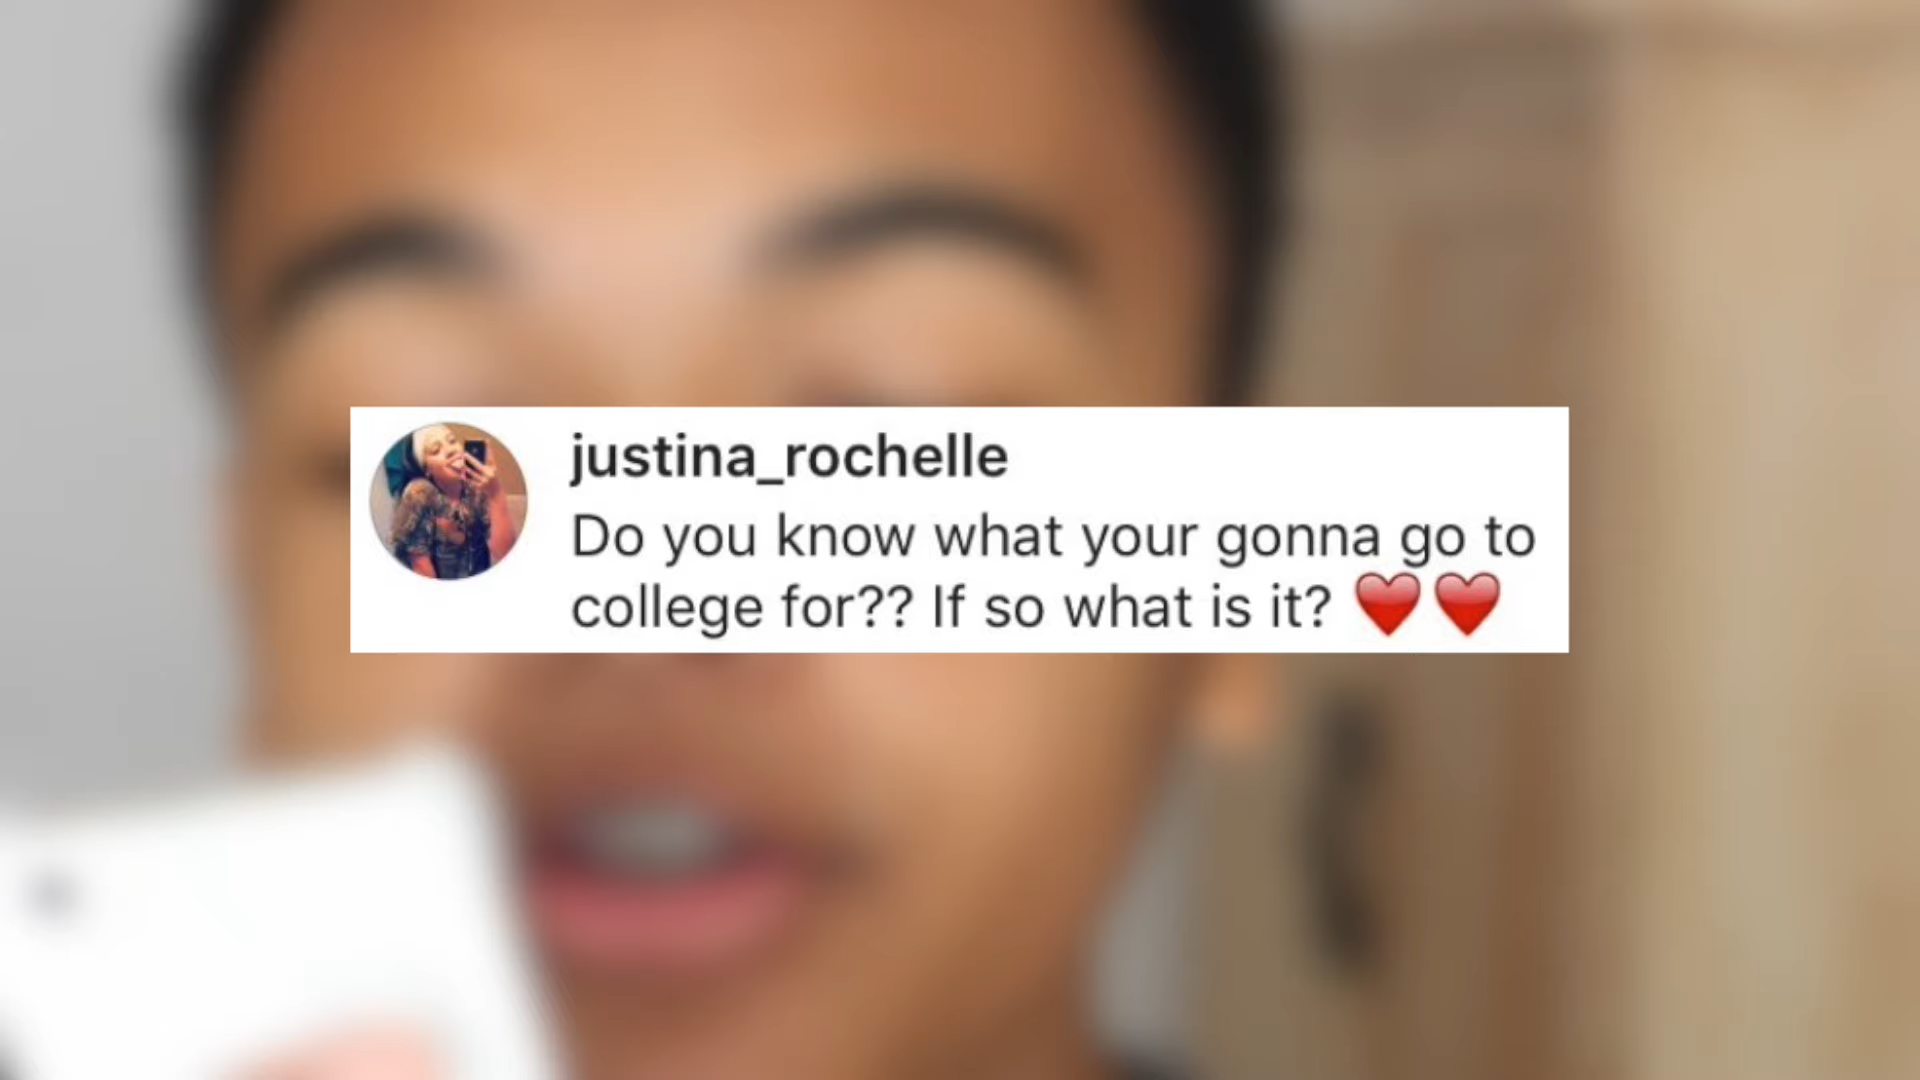 justina_rochelle
Do you know what your gonna go to
college for?? If so what is it? ❤️❤️